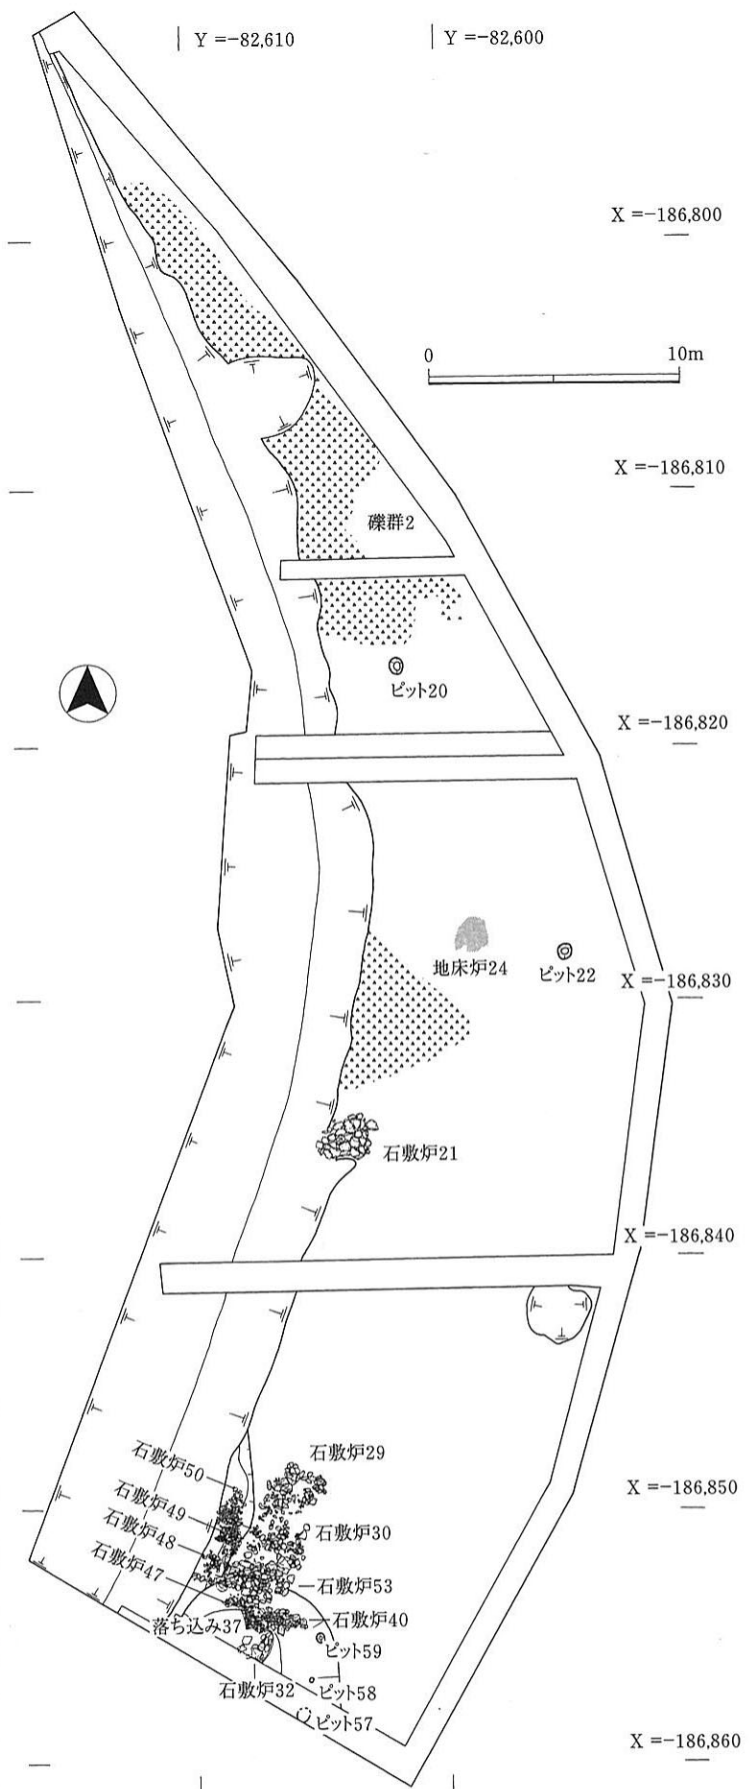 Y =-82,610
Y =-82,600
X =-186,800
0 10m
X =-186,810
礫群2
ピット20
X =-186,820
地床炉24
ピット22
X =-186,830
石敷炉21
X =-186,840
石敷炉50
石敷炉29
石敷炉49
X =-186,850
石敷炉48
石敷炉30
石敷炉47
石敷炉53
落ち込み37
石敷炉40
ピット59
石敷炉32
ピット58
ピット57
X =-186,860